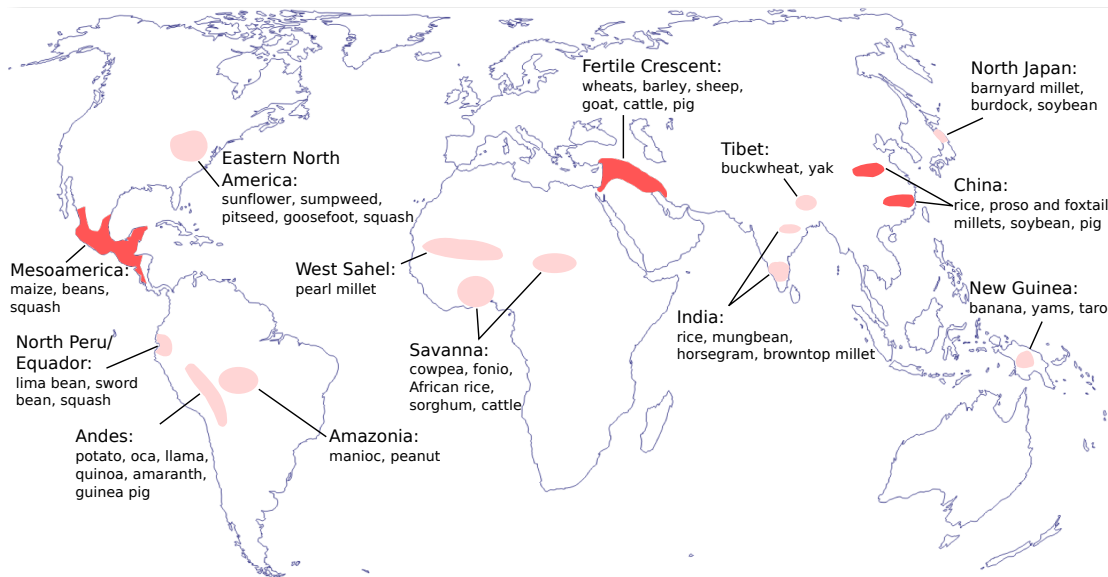 Fertile Crescent:
wheats, barley, sheep,
goat, cattle, pig
North Japan:
barnyard millet,
burdock, soybean
Eastern North
America:
sunflower, sumpweed,
pitseed, goosefoot, squash
Tibet:
buckwheat, yak
China:
rice, proso and foxtail
millets, soybean, pig
Mesoamerica:
maize, beans,
squash
West Sahel:
pearl millet
New Guinea:
banana, yams, taro
India:
rice, mungbean,
horsegram, browntop millet
North Peru/
Equador:
lima bean, sword
bean, squash
Savanna:
cowpea, fonio,
African rice,
sorghum, cattle
Andes:
potato, oca, llama,
quinoa, amaranth,
guinea pig
Amazonia:
manioc, peanut